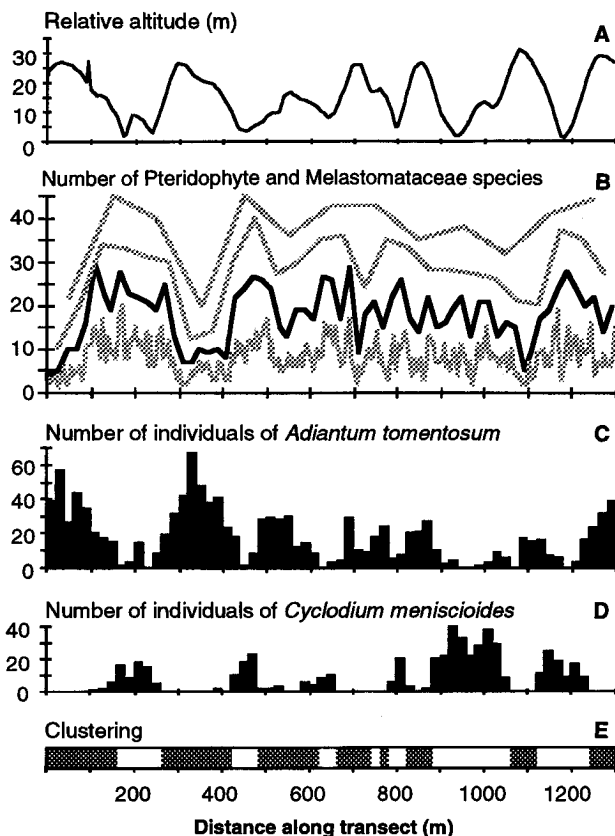 Relative altitude (m) A
30
20
10
0
Number of Pteridophyte and Melastomataceae species B
40
30
20
10
0
Number of individuals of Adiantum tomentosum C
60
40
20
0
Number of individuals of Cyclodium meniscioides D
40
20
0
Clustering E
200 400 600 800 1000 1200
Distance along transect (m)